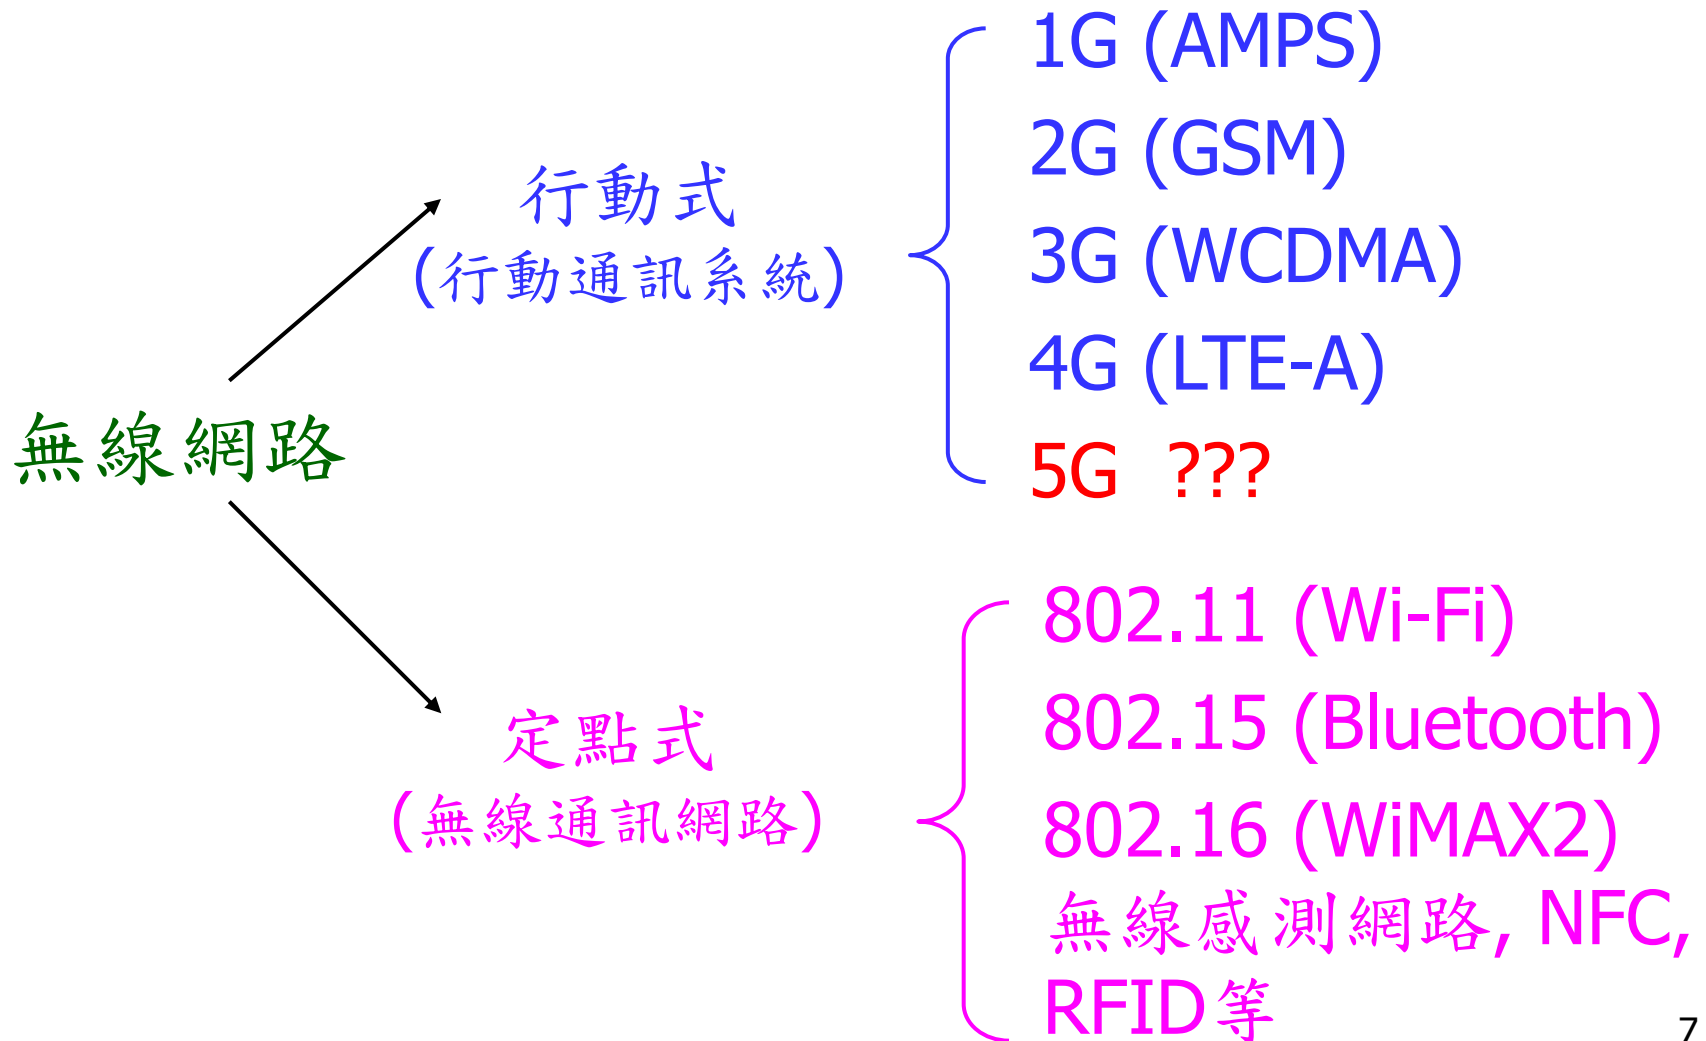 無線網路
行動式
(行動通訊系統)
1G (AMPS)
2G (GSM)
3G (WCDMA)
4G (LTE-A)
5G ???
定點式
(無線通訊網路)
802.11 (Wi-Fi)
802.15 (Bluetooth)
802.16 (WiMAX2)
無線感測網路, NFC,
RFID等
7